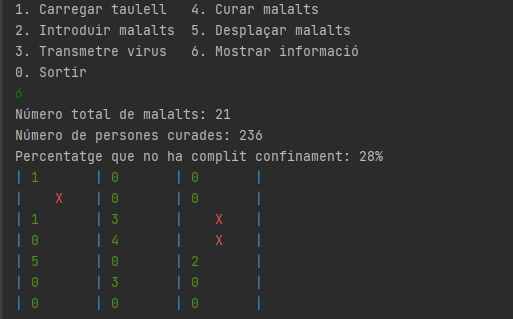 1. Carregar taulell   4. Curar malalts
2. Introduir malalts  5. Desplaçar malalts
3. Transmetre virus   6. Mostrar informació
0. Sortir
6
Número total de malalts: 21
Número de persones curades: 236
Percentatge que no ha complit confinament: 28%
| 1       | 0       | 0       |
|    X    | 0       | 0       |
| 1       | 3       |    X    |
| 0       | 4       |    X    |
| 5       | 0       | 2       |
| 0       | 3       | 0       |
| 0       | 0       | 0       |